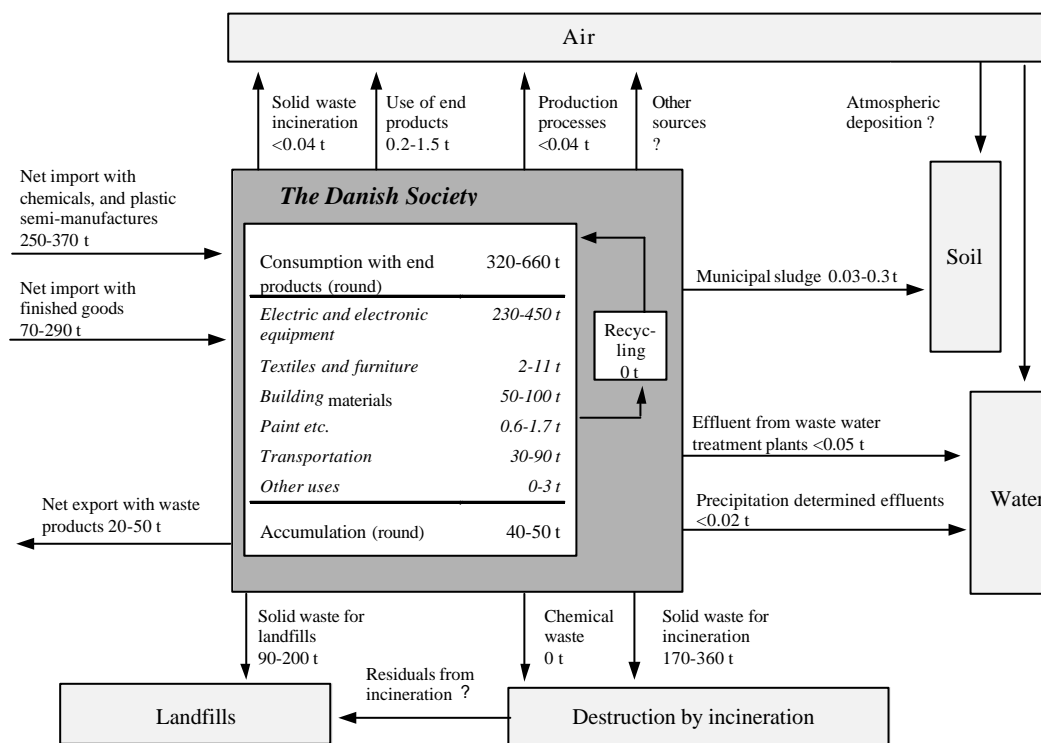 Air
Solid waste
incineration
<0.04 t
Use of end
products
0.2-1.5 t
Production
processes
<0.04 t
Other
sources
?
Atmospheric
deposition ?
Net import with
chemicals, and plastic
semi-manufactures
250-370 t
Net import with
finished goods
70-290 t
The Danish Society
Consumption with end 320-660 t
products (round)
Electric and electronic 230-450 t
equipment
Textiles and furniture 2-11 t
Building materials 50-100 t
Paint etc. 0.6-1.7 t
Transportation 30-90 t
Other uses 0-3 t
Accumulation (round) 40-50 t
Recyc-
ling
0 t
Municipal sludge 0.03-0.3 t
Soil
Effluent from waste water
treatment plants <0.05 t
Precipitation determined effluents
<0.02 t
Water
Net export with waste
products 20-50 t
Solid waste for
landfills
90-200 t
Chemical
waste
0 t
Solid waste for
incineration
170-360 t
Residuals from
incineration ?
Landfills
Destruction by incineration